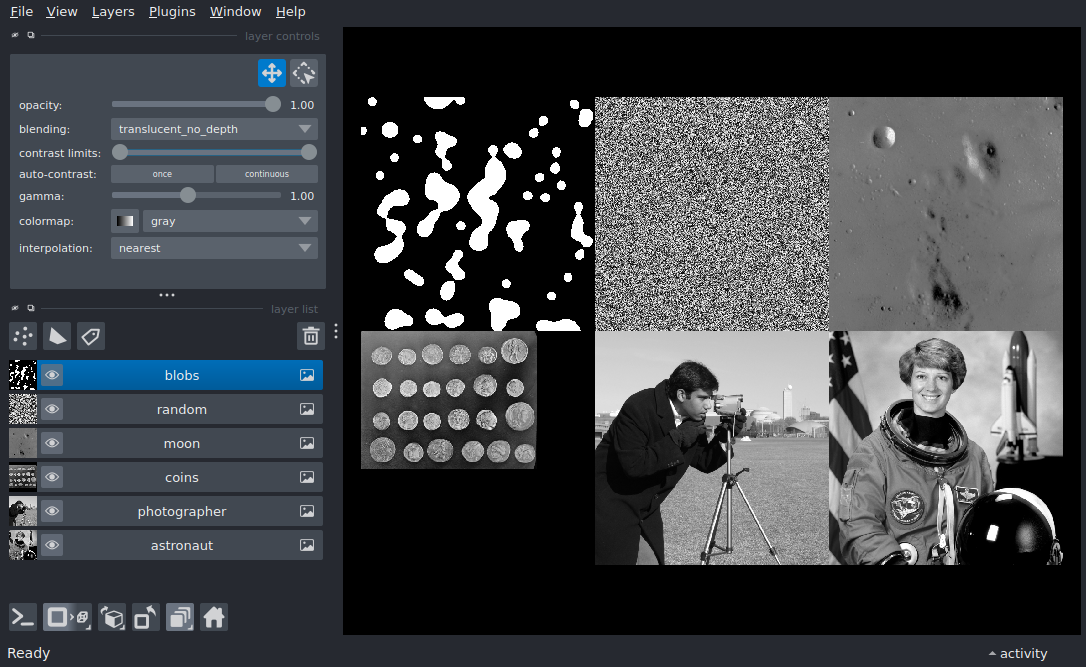 File View Layers Plugins Window Help
layer controls
opacity: 1.00
blending: translucent_no_depth
contrast limits:
auto-contrast: once continuous
gamma: 1.00
colormap: gray
interpolation: nearest
layer list
blobs
random
moon
coins
photographer
astronaut
Ready
activity